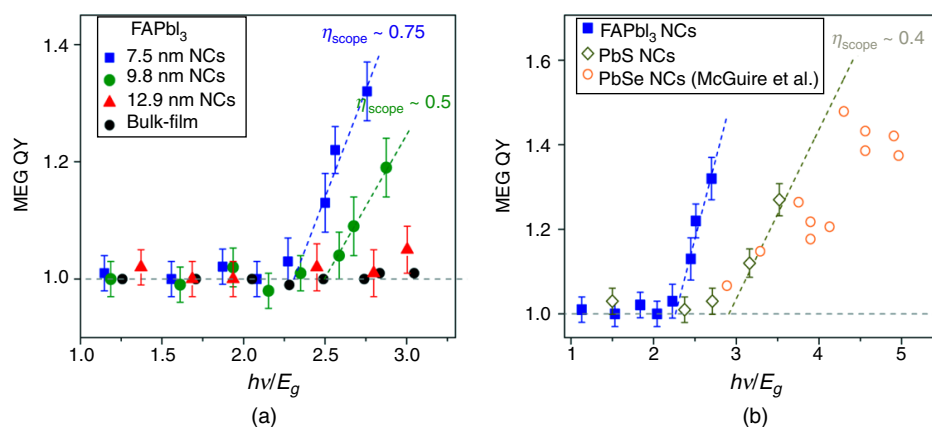 FAPbI₃
7.5 nm NCs
9.8 nm NCs
12.9 nm NCs
Bulk-film
ηscope ~ 0.75
ηscope ~ 0.5
MEG QY
1.4
1.2
1.0
1.0 1.5 2.0 2.5 3.0
hν/Eg
(a)
FAPbI₃ NCs
PbS NCs
PbSe NCs (McGuire et al.)
ηscope ~ 0.4
MEG QY
1.6
1.4
1.2
1.0
1 2 3 4 5
hν/Eg
(b)